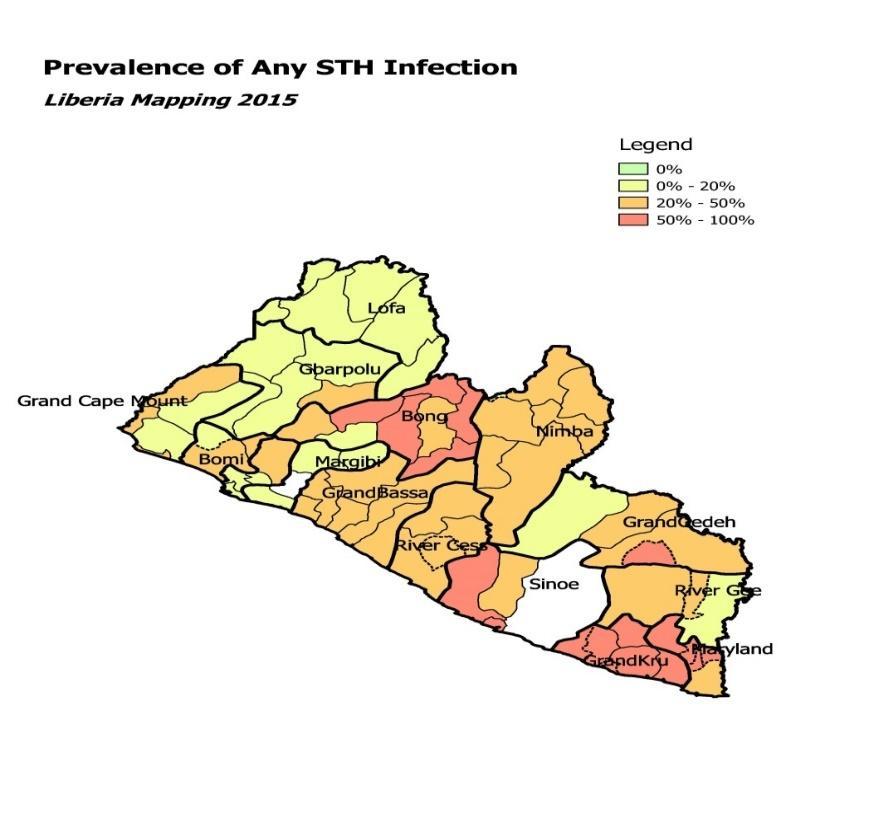 Prevalence of Any STH Infection
Liberia Mapping 2015
Legend
0%
0% - 20%
20% - 50%
50% - 100%
Lofa
Gbarpolu
Grand Cape Mount
Bong
Nimba
Bomi
Margibi
GrandBassa
GrandGedeh
River Cess
Sinoe
River Gee
Maryland
GrandKru